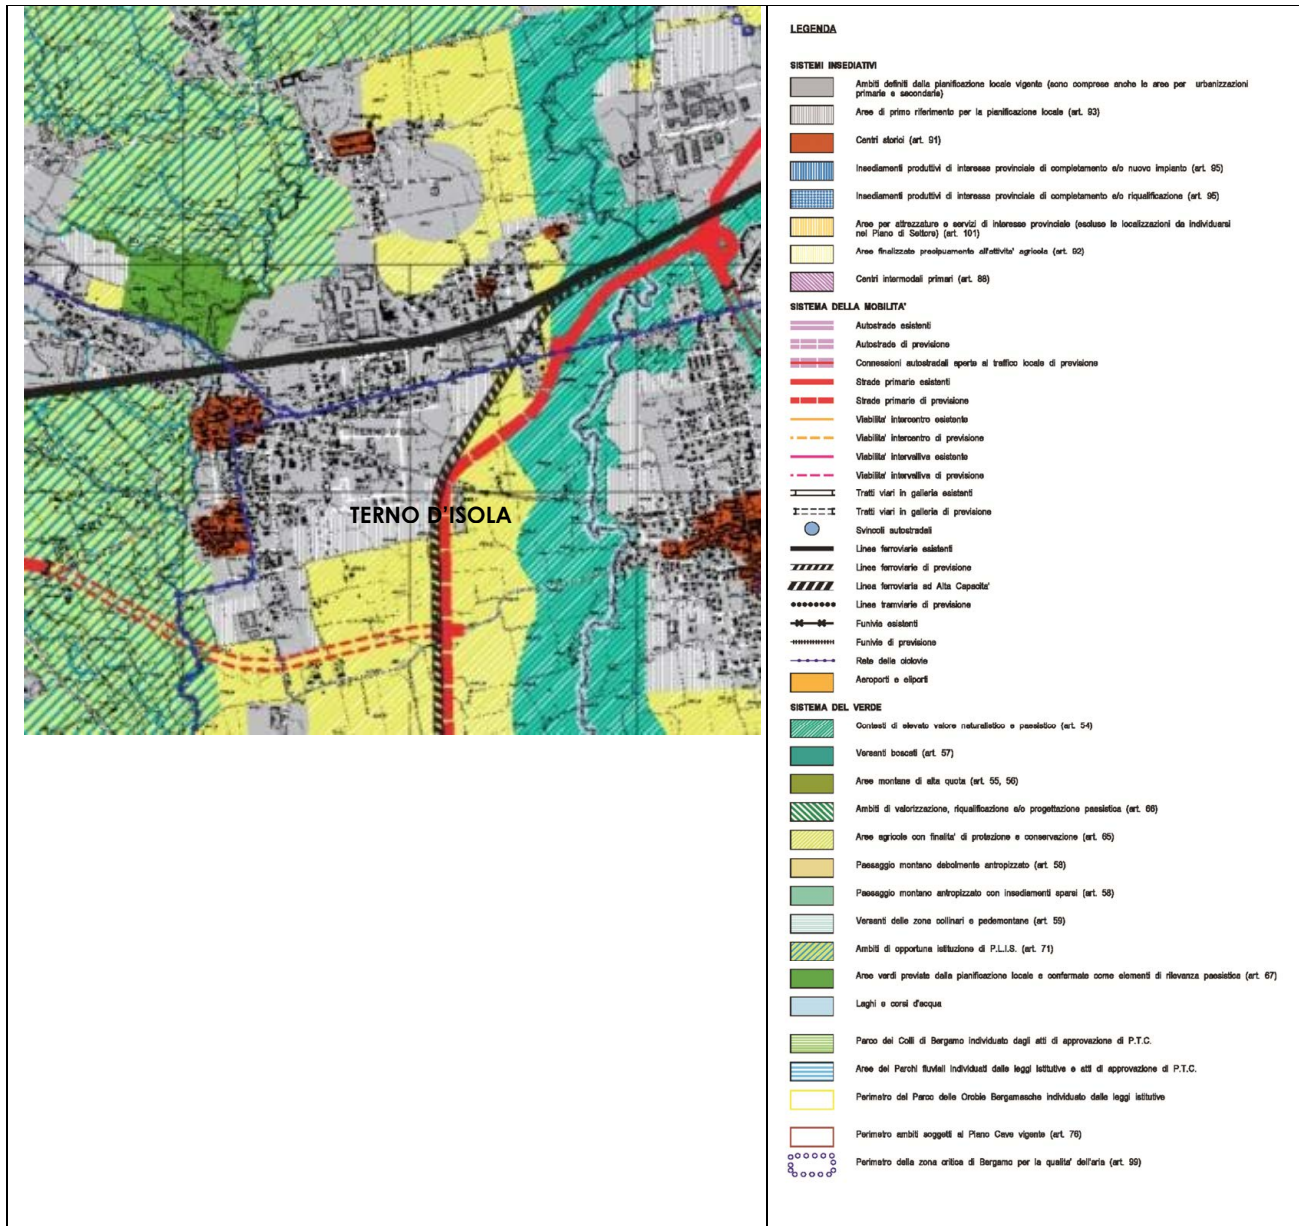 TERNO D'ISOLA
TERNO D'ISOLA
LEGENDA
SISTEMI INSEDIATIVI
Ambiti definiti dalla pianificazione locale vigente (sono comprese anche le aree per urbanizzazioni
primarie e secondarie)
Aree di primo riferimento per la pianificazione locale (art. 93)
Centri storici (art. 91)
Insediamenti produttivi di interesse provinciale di completamento e/o nuovo impianto (art. 95)
Insediamenti produttivi di interesse provinciale di completamento e/o riqualificazione (art. 95)
Aree per attrezzature e servizi di interesse provinciale (escluse le localizzazioni da individuarsi
nel Piano di Settore) (art. 101)
Aree finalizzate precipuamente all'attivita' agricola (art. 92)
Centri intermodali primari (art. 88)
SISTEMA DELLA MOBILITA'
Autostrade esistenti
Autostrade di previsione
Connessioni autostradali aperte al traffico locale di previsione
Strade primarie esistenti
Strade primarie di previsione
Viabilita' intercentro esistente
Viabilita' intercentro di previsione
Viabilita' intervalliva esistente
Viabilita' intervalliva di previsione
Tratti viari in galleria esistenti
Tratti viari in galleria di previsione
Svincoli autostradali
Linee ferroviarie esistenti
Linee ferroviarie di previsione
Linea ferroviaria ad Alta Capacita'
Linee tramviarie di previsione
Funivie esistenti
Funivie di previsione
Rete delle ciclovie
Aeroporti e eliporti
SISTEMA DEL VERDE
Contesti di elevato valore naturalistico e paesistico (art. 54)
Versanti boscati (art. 57)
Aree montane di alta quota (art. 55, 56)
Ambiti di valorizzazione, riqualificazione e/o progettazione paesistica (art. 66)
Aree agricole con finalita' di protezione e conservazione (art. 65)
Paesaggio montano debolmente antropizzato (art. 58)
Paesaggio montano antropizzato con insediamenti sparsi (art. 58)
Versanti delle zone collinari e pedemontane (art. 59)
Ambiti di opportuna istituzione di P.L.I.S. (art. 71)
Aree verdi previste dalla pianificazione locale e confermate come elementi di rilevanza paesistica (art. 67)
Laghi e corsi d'acqua
Parco dei Colli di Bergamo individuato dagli atti di approvazione di P.T.C.
Aree dei Parchi fluviali individuati dalle leggi istitutive e atti di approvazione di P.T.C.
Perimetro del Parco delle Orobie Bergamasche individuato dalle leggi istitutive
Perimetro ambiti soggetti al Piano Cave vigente (art. 76)
Perimetro della zona critica di Bergamo per la qualita' dell'aria (art. 99)